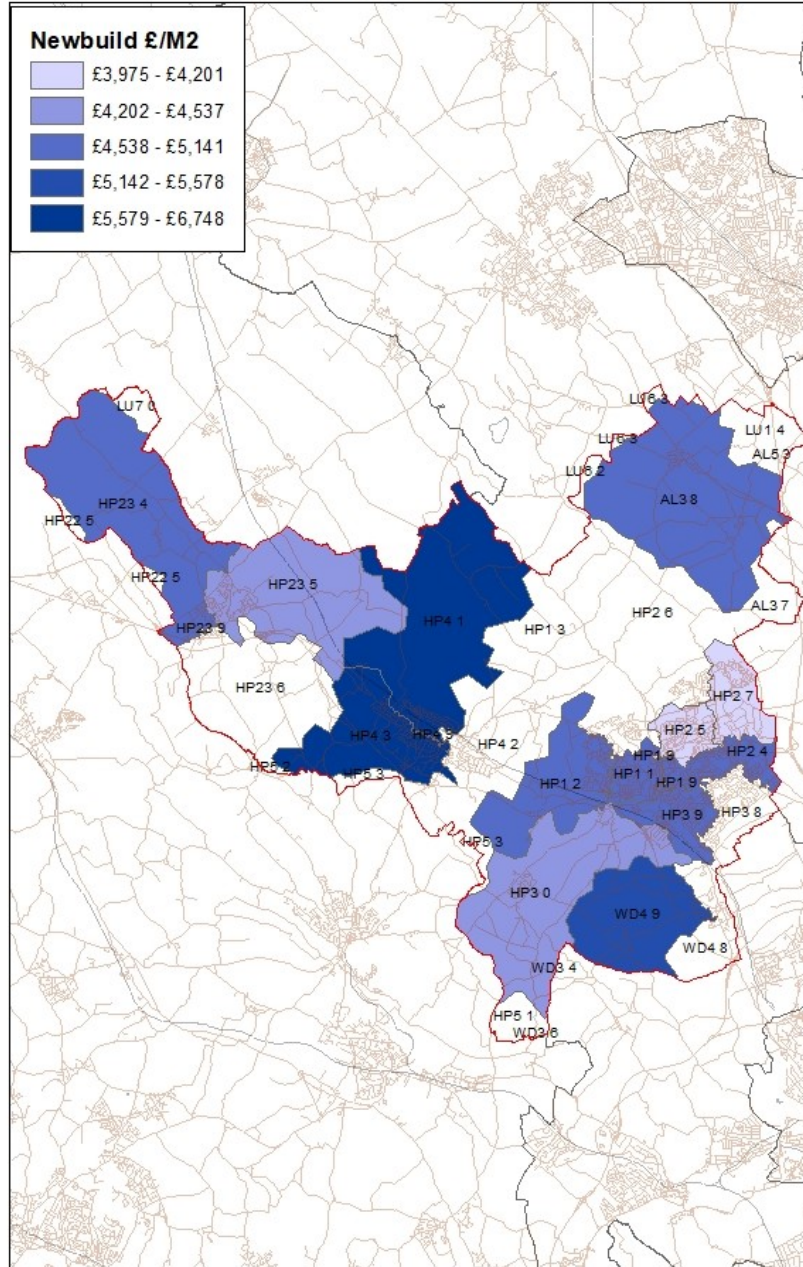 Newbuild £/M2
£3,975 - £4,201
£4,202 - £4,537
£4,538 - £5,141
£5,142 - £5,578
£5,579 - £6,748
LU7 0
LU6 3
LU1 4
LU6 3
AL5 3
LU6 2
HP23 4
AL3 8
HP22 5
HP22 5
HP23 5
AL3 7
HP2 6
HP4 1
HP1 3
HP23 9
HP23 6
HP2 7
HP2 5
HP4 3
HP4 3
HP4 2
HP2 4
HP1 9
HP5 2
HP5 3
HP1 2
HP1 1
HP1 9
HP3 9
HP3 8
HP5 3
HP3 0
WD4 9
WD4 8
WD3 4
HP5 1
WD3 6